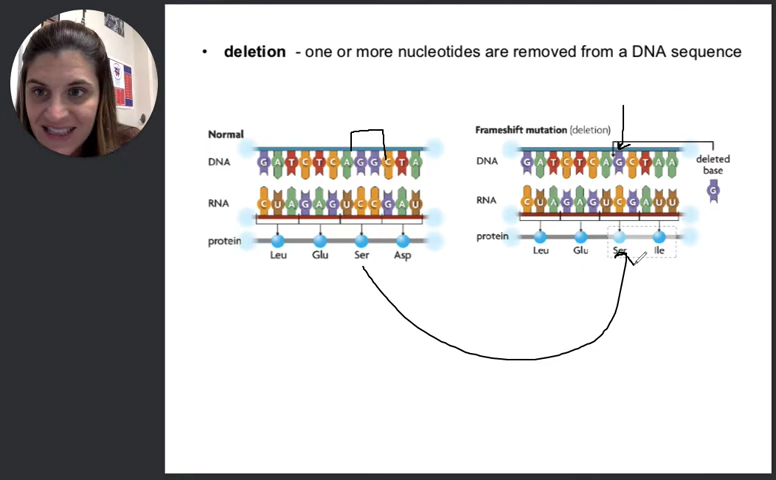 • deletion - one or more nucleotides are removed from a DNA sequence
Normal
DNA G A T C T C A G G C T A
RNA C U A G A G U C C G A U
protein
Leu Glu Ser Asp
Frameshift mutation (deletion)
DNA G A T C T C A G C T A A
deleted
base
G
RNA C U A G A G U C G A U U
protein
Leu Glu Ser Ile